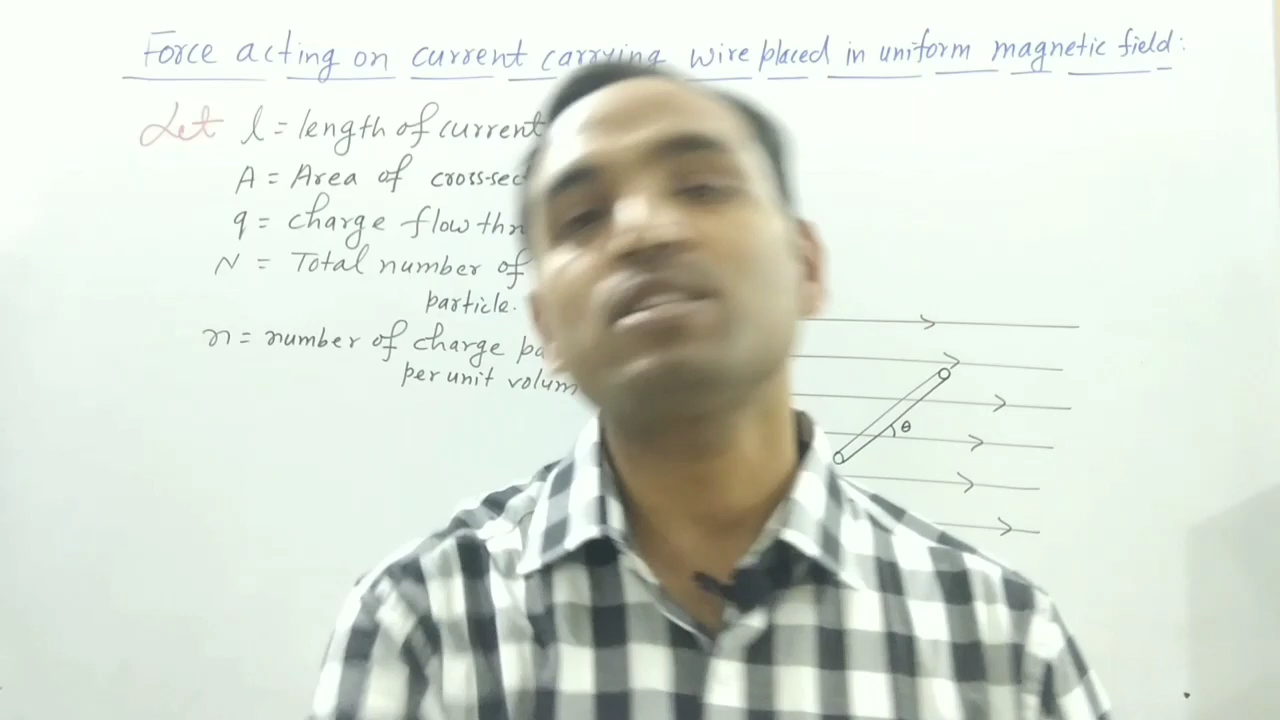 Force acting on current carrying wire placed in uniform magnetic field:
Let l = length of current
A = Area of cross-sec
q = charge flow thr
N = Total number of
particle.
n = number of charge pa
per unit volum
θ